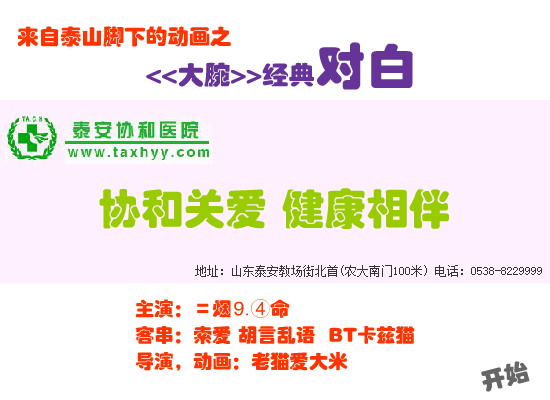 来自泰山脚下的动画之
<<大腕>>经典对白
TA.S.H
泰安协和医院
www.taxhyy.com
协和关爱 健康相伴
地址：山东泰安教场街北首(农大南门100米) 电话：0538-8229999
主演：＝烟9.④命
客串：索爱 胡言乱语 BT卡兹猫
导演，动画：老猫爱大米
开始